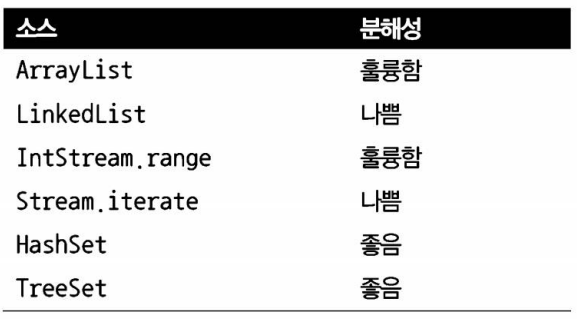 소스 분해성
ArrayList 훌륭함
LinkedList 나쁨
IntStream.range 훌륭함
Stream.iterate 나쁨
HashSet 좋음
TreeSet 좋음